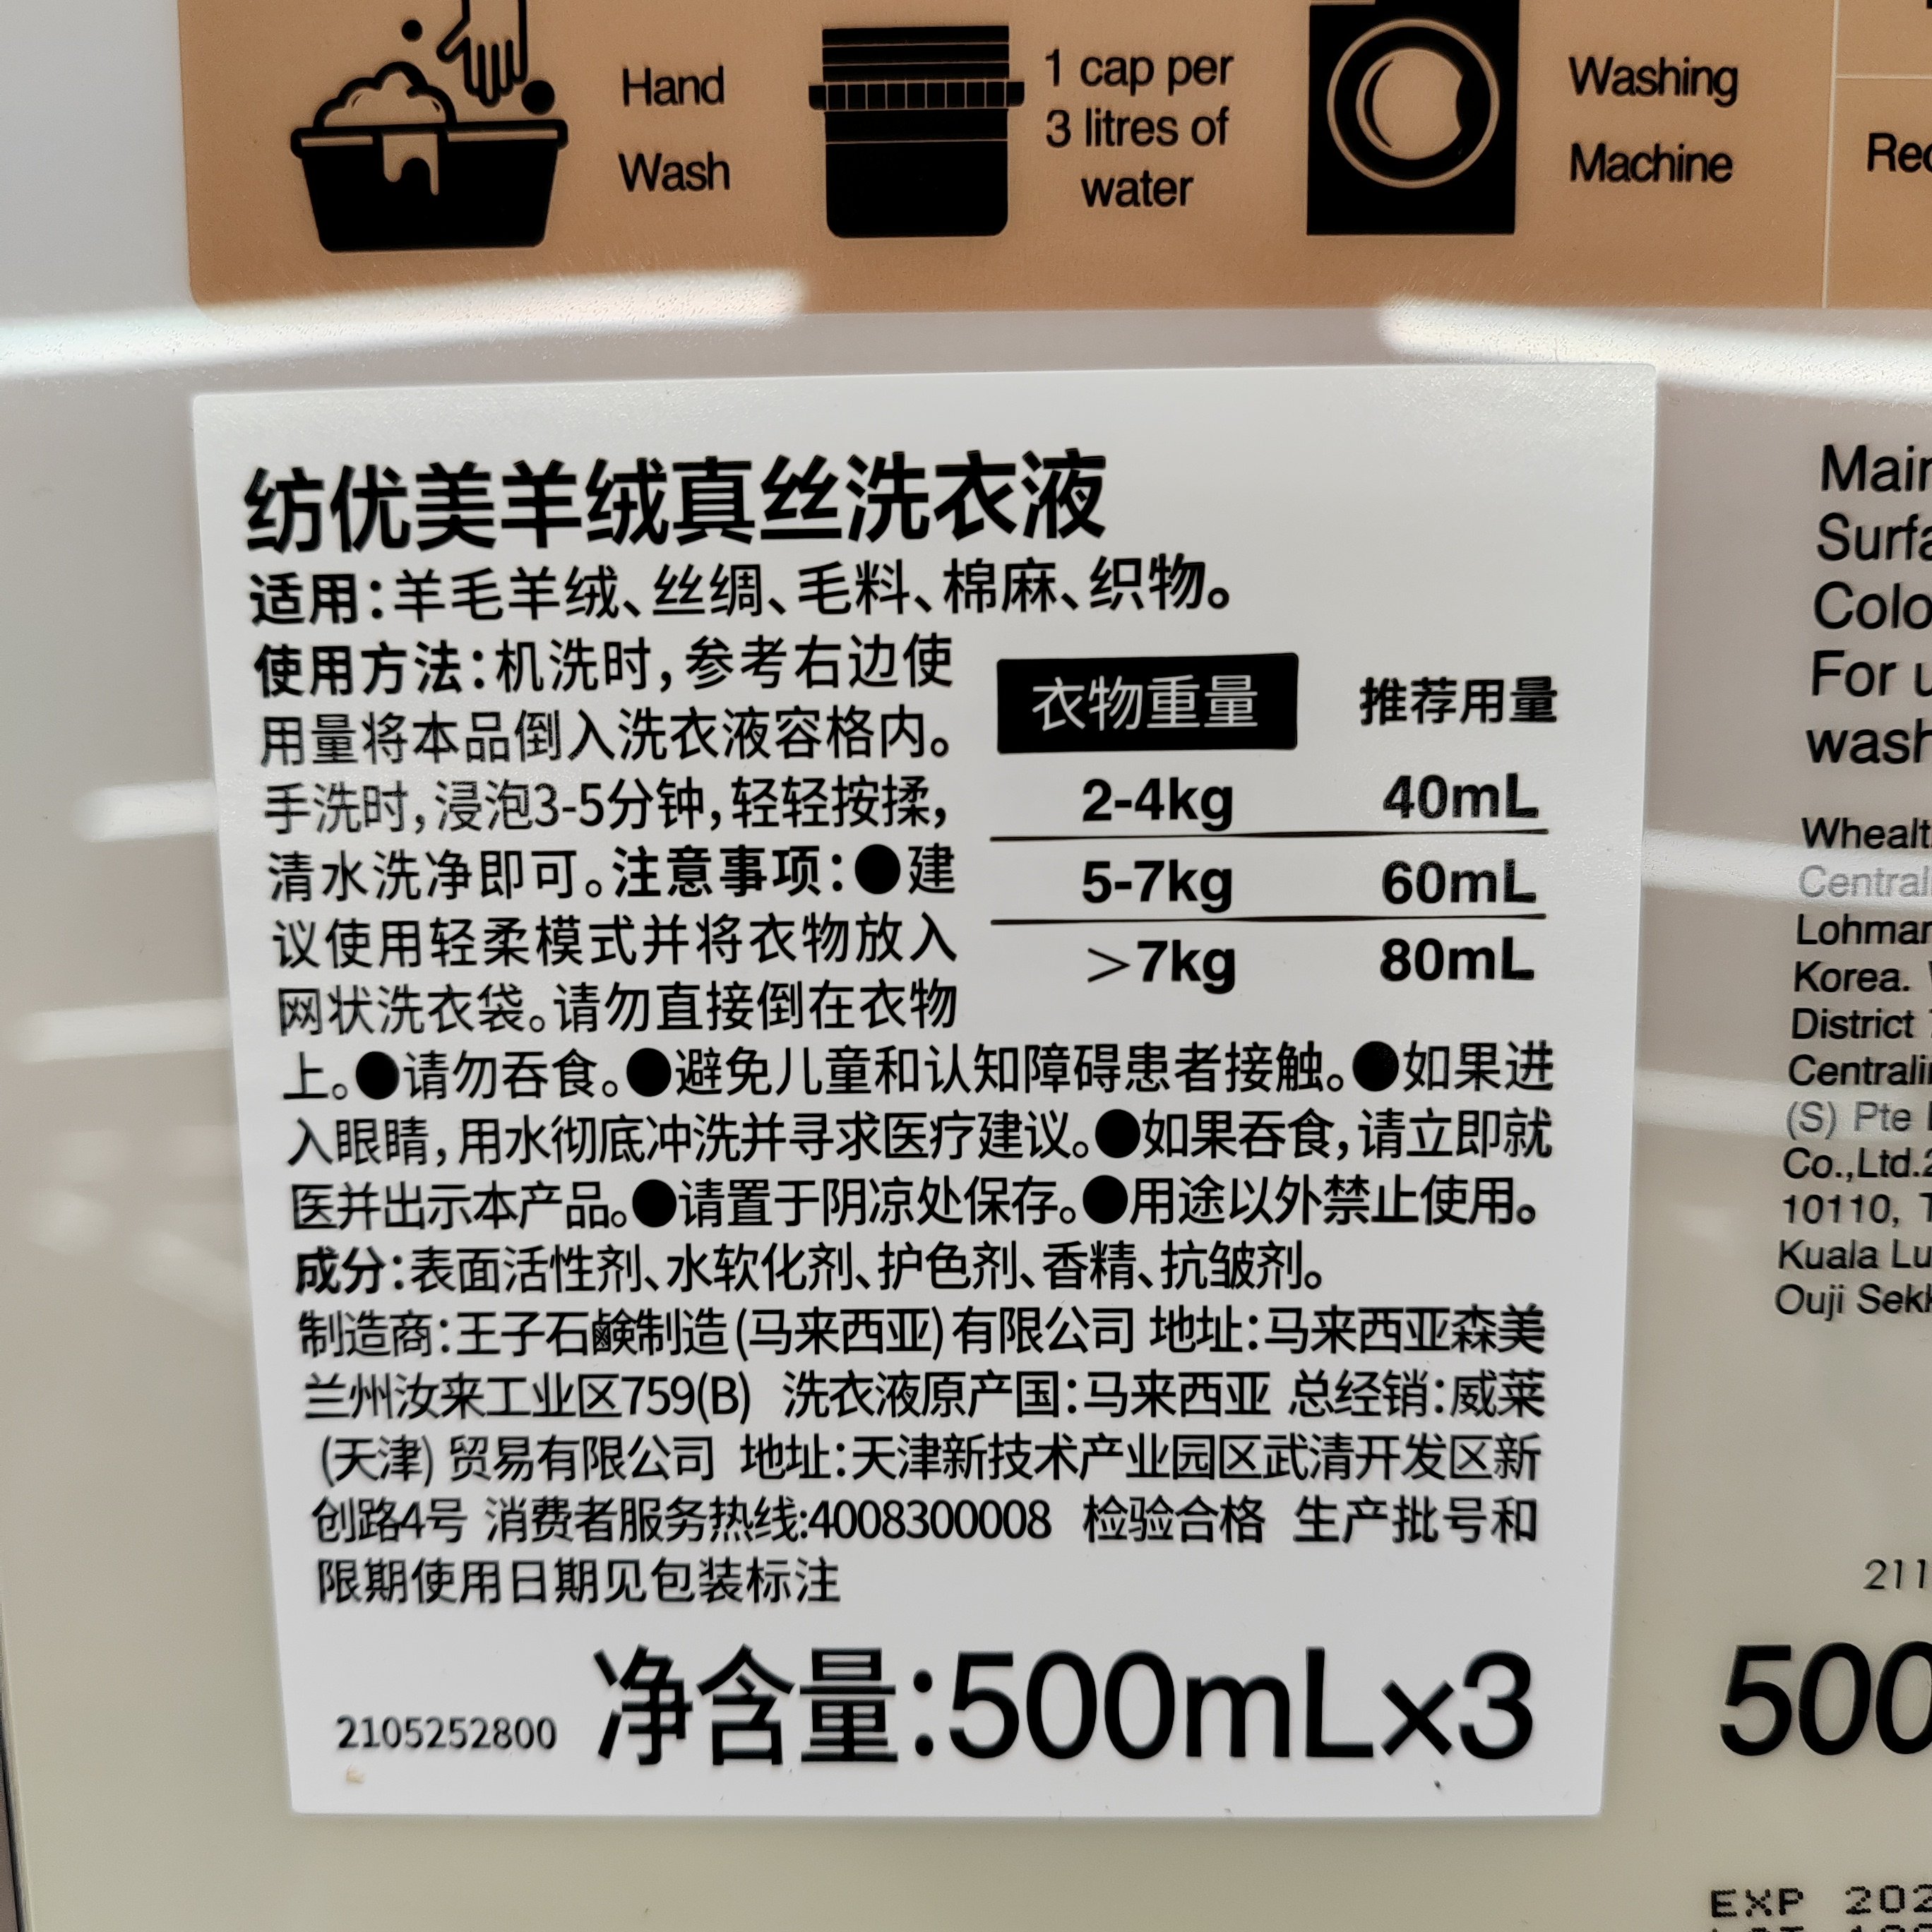 Hand
Wash
1 cap per
3 litres of
water
Washing
Machine
纺优美羊绒真丝洗衣液
适用：羊毛羊绒、丝绸、毛料、棉麻、织物。
使用方法：机洗时，参考右边使
用量将本品倒入洗衣液容格内。
手洗时，浸泡3-5分钟，轻轻按揉，
清水洗净即可。注意事项：●建
议使用轻柔模式并将衣物放入
网状洗衣袋。请勿直接倒在衣物
衣物重量 推荐用量
2-4kg 40mL
5-7kg 60mL
>7kg 80mL
上。●请勿吞食。●避免儿童和认知障碍患者接触。●如果进
入眼睛，用水彻底冲洗并寻求医疗建议。●如果吞食，请立即就
医并出示本产品。●请置于阴凉处保存。●用途以外禁止使用。
成分：表面活性剂、水软化剂、护色剂、香精、抗皱剂。
制造商：王子石鹸制造(马来西亚)有限公司 地址：马来西亚森美
兰州汝来工业区759(B) 洗衣液原产国：马来西亚 总经销：威莱
(天津) 贸易有限公司 地址：天津新技术产业园区武清开发区新
创路4号 消费者服务热线:4008300008 检验合格 生产批号和
限期使用日期见包装标注
2105252800 净含量：500mL×3
For
Lohmar
Korea.
District
(S) Pte
Co.,Ltd.
10110,
Kuala
Ouji
211
500
EXP 202